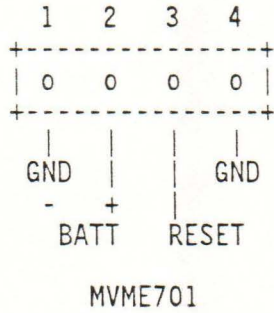 1 2 3 4
+---------------+
| o o o o |
+---------------+
| | | |
GND | | GND
- + |
BATT RESET
MVME701